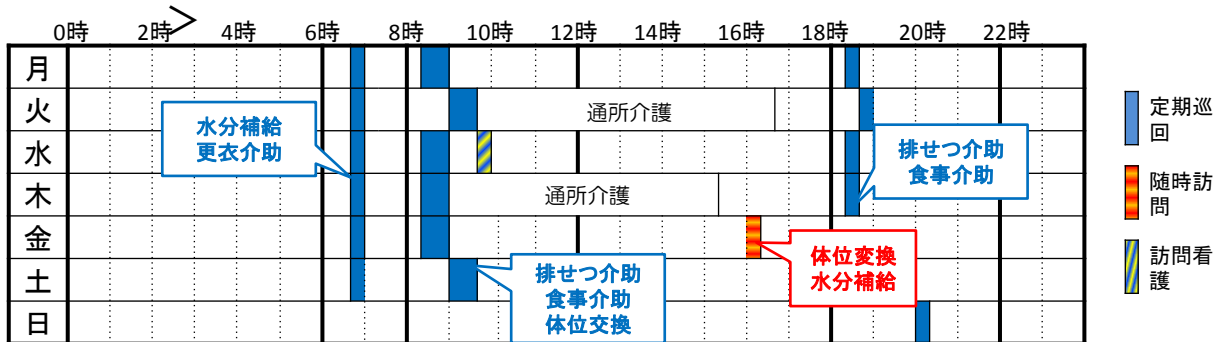 0時 2時 4時 6時 8時 10時 12時 14時 16時 18時 20時 22時
月
火
通所介護
水
木
通所介護
金
土
日
水分補給
更衣介助
排せつ介助
食事介助
体位変換
水分補給
排せつ介助
食事介助
体位交換
定期巡
回
随時訪
問
訪問看
護